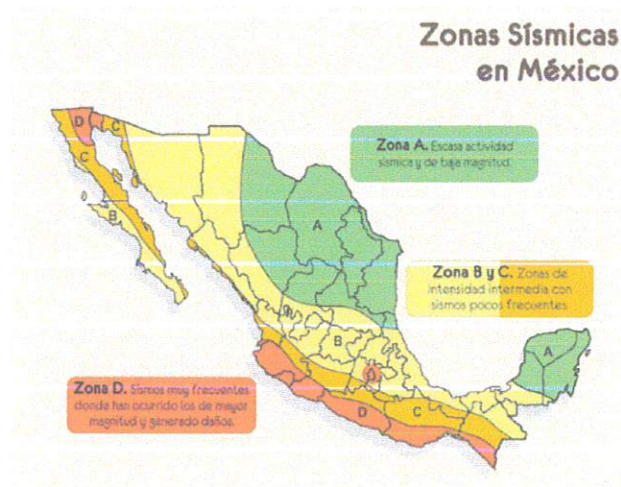 Zonas Sísmicas
en México
Zona A. Escasa actividad
sísmica y de baja magnitud.
Zona B y C. Zonas de
intensidad intermedia con
sismos pocos frecuentes
Zona D. Sismos muy frecuentes
donde han ocurrido los de mayor
magnitud y generado daños.
D
C
C
B
A
B
A
D
D
C